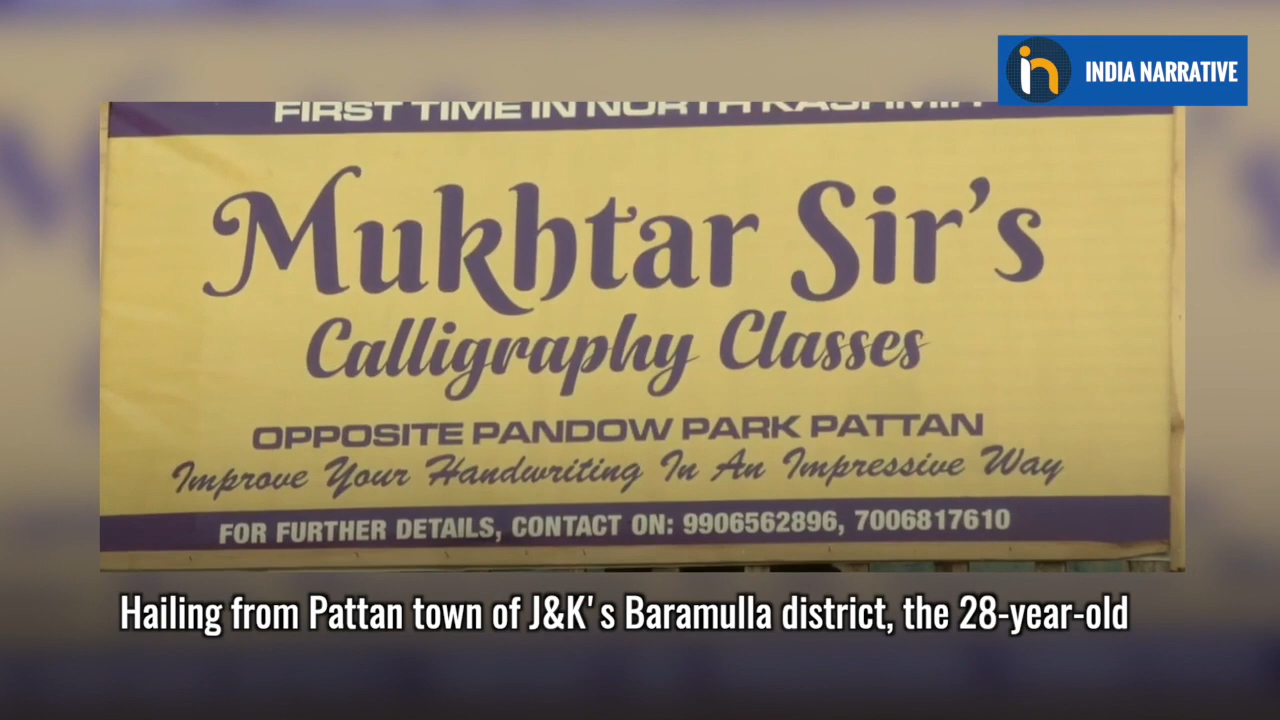 INDIA NARRATIVE
FIRST TIME IN NORTH KASHMIR
Mukhtar Sir's
Calligraphy Classes
OPPOSITE PANDOW PARK PATTAN
Improve Your Handwriting In An Impressive Way
FOR FURTHER DETAILS, CONTACT ON: 9906562896, 7006817610
Hailing from Pattan town of J&K's Baramulla district, the 28-year-old